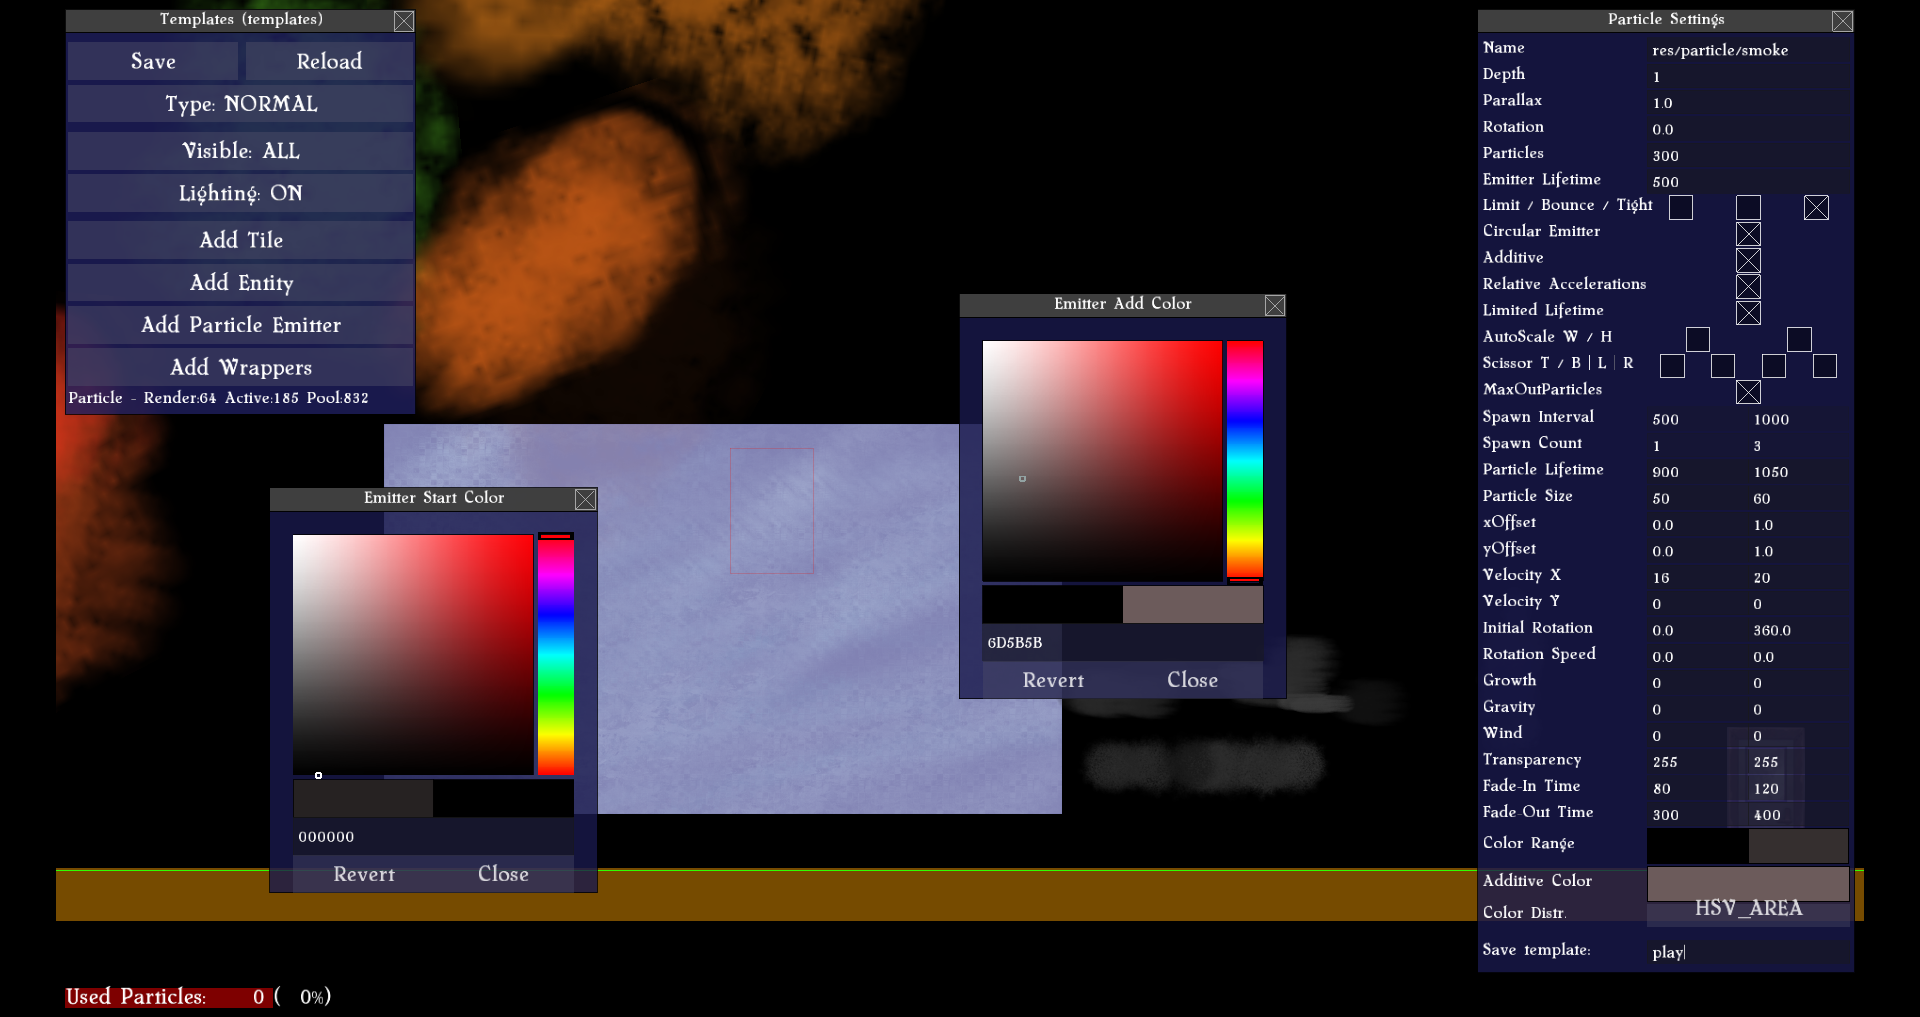 Templates (templates)
Save Reload
Type: NORMAL
Visible: ALL
Lighting: ON
Add Tile
Add Entity
Add Particle Emitter
Add Wrappers
Particle - Render:64 Active:185 Pool:832
Emitter Start Color
000000
Revert Close
Emitter Add Color
6D5B5B
Revert Close
Particle Settings
Name res/particle/smoke
Depth 1
Parallax 1.0
Rotation 0.0
Particles 300
Emitter Lifetime 500
Limit / Bounce / Tight
Circular Emitter
Additive
Relative Accelerations
Limited Lifetime
AutoScale W / H
Scissor T / B | L | R
MaxOutParticles
Spawn Interval 500 1000
Spawn Count 1 3
Particle Lifetime 900 1050
Particle Size 50 60
xOffset 0.0 1.0
yOffset 0.0 1.0
Velocity X 16 20
Velocity Y 0 0
Initial Rotation 0.0 360.0
Rotation Speed 0.0 0.0
Growth 0 0
Gravity 0 0
Wind 0 0
Transparency 255 255
Fade-In Time 80 120
Fade-Out Time 300 400
Color Range
Additive Color
Color Distr. HSV_AREA
Save template: play
Used Particles: 0 ( 0%)